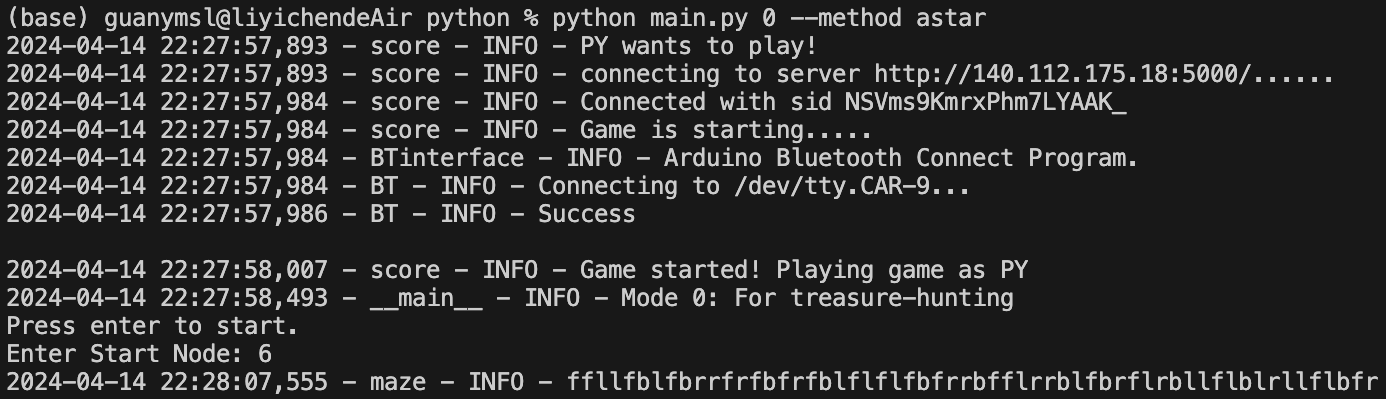 (base) guanymsl@liyichendeAir python % python main.py 0 --method astar
2024-04-14 22:27:57,893 - score - INFO - PY wants to play!
2024-04-14 22:27:57,893 - score - INFO - connecting to server http://140.112.175.18:5000/......
2024-04-14 22:27:57,984 - score - INFO - Connected with sid NSVms9KmrxPhm7LYAAK_
2024-04-14 22:27:57,984 - score - INFO - Game is starting.....
2024-04-14 22:27:57,984 - BTinterface - INFO - Arduino Bluetooth Connect Program.
2024-04-14 22:27:57,984 - BT - INFO - Connecting to /dev/tty.CAR-9...
2024-04-14 22:27:57,986 - BT - INFO - Success
2024-04-14 22:27:58,007 - score - INFO - Game started! Playing game as PY
2024-04-14 22:27:58,493 - __main__ - INFO - Mode 0: For treasure-hunting
Press enter to start.
Enter Start Node: 6
2024-04-14 22:28:07,555 - maze - INFO - ffllfblfbrrfrfbfrfblflflfbfrrbfflrrblfbrflrbllflblrllflbfr